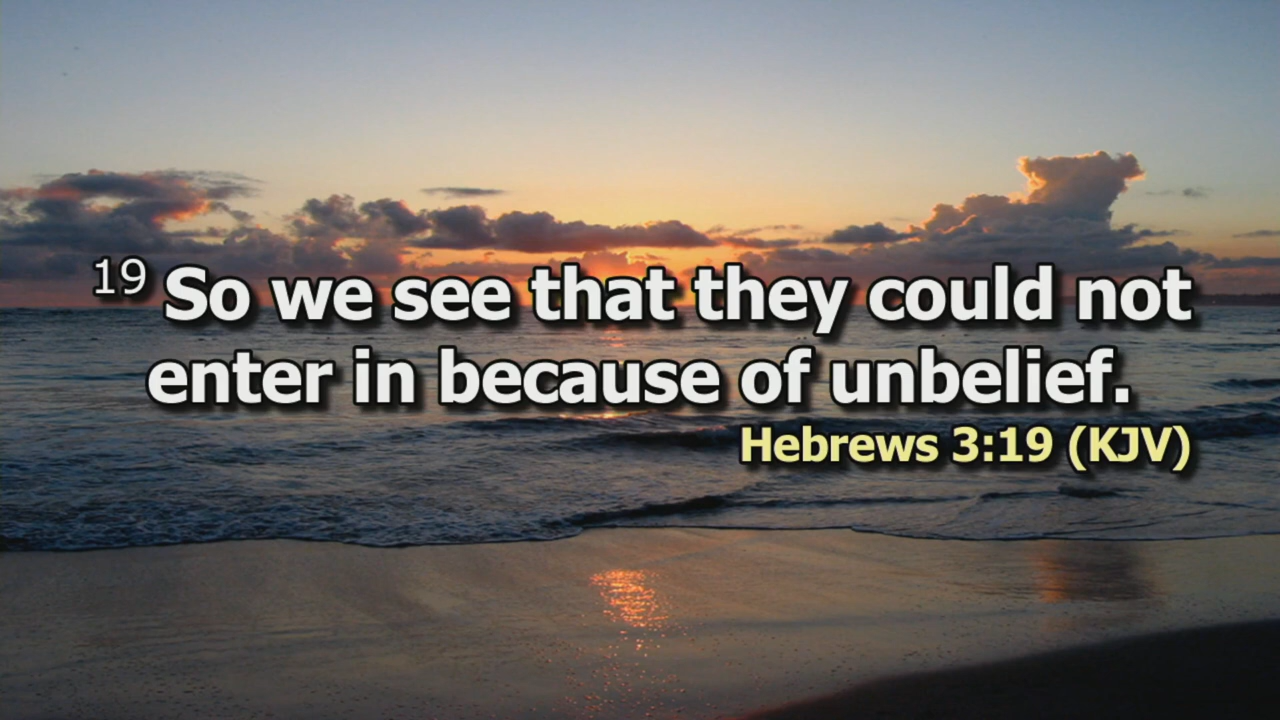 19 So we see that they could not
enter in because of unbelief.
Hebrews 3:19 (KJV)